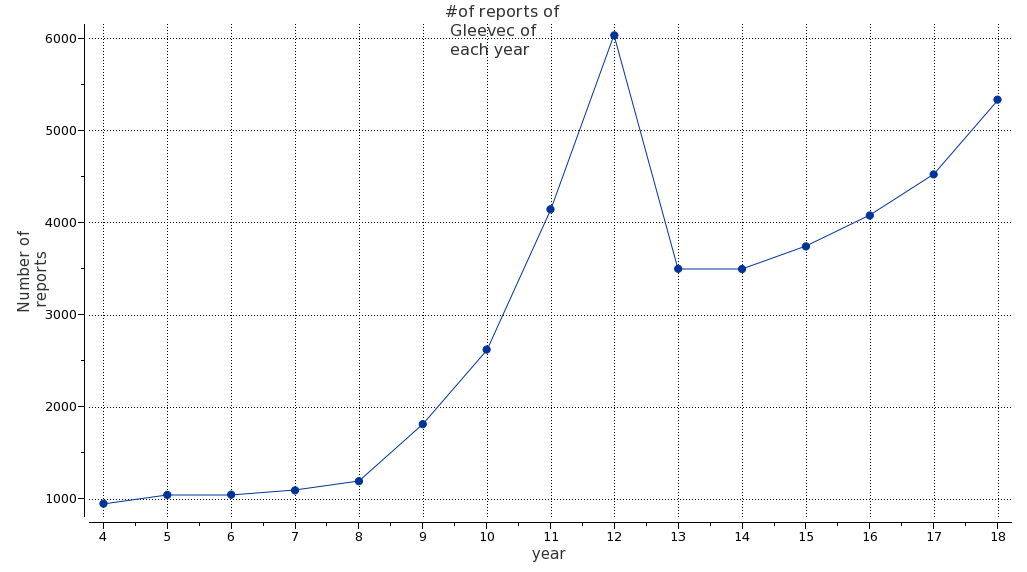 #of reports of
Gleevec of
each year
6000
5000
4000
3000
2000
1000
Number of
reports
4 5 6 7 8 9 10 11 12 13 14 15 16 17 18
year